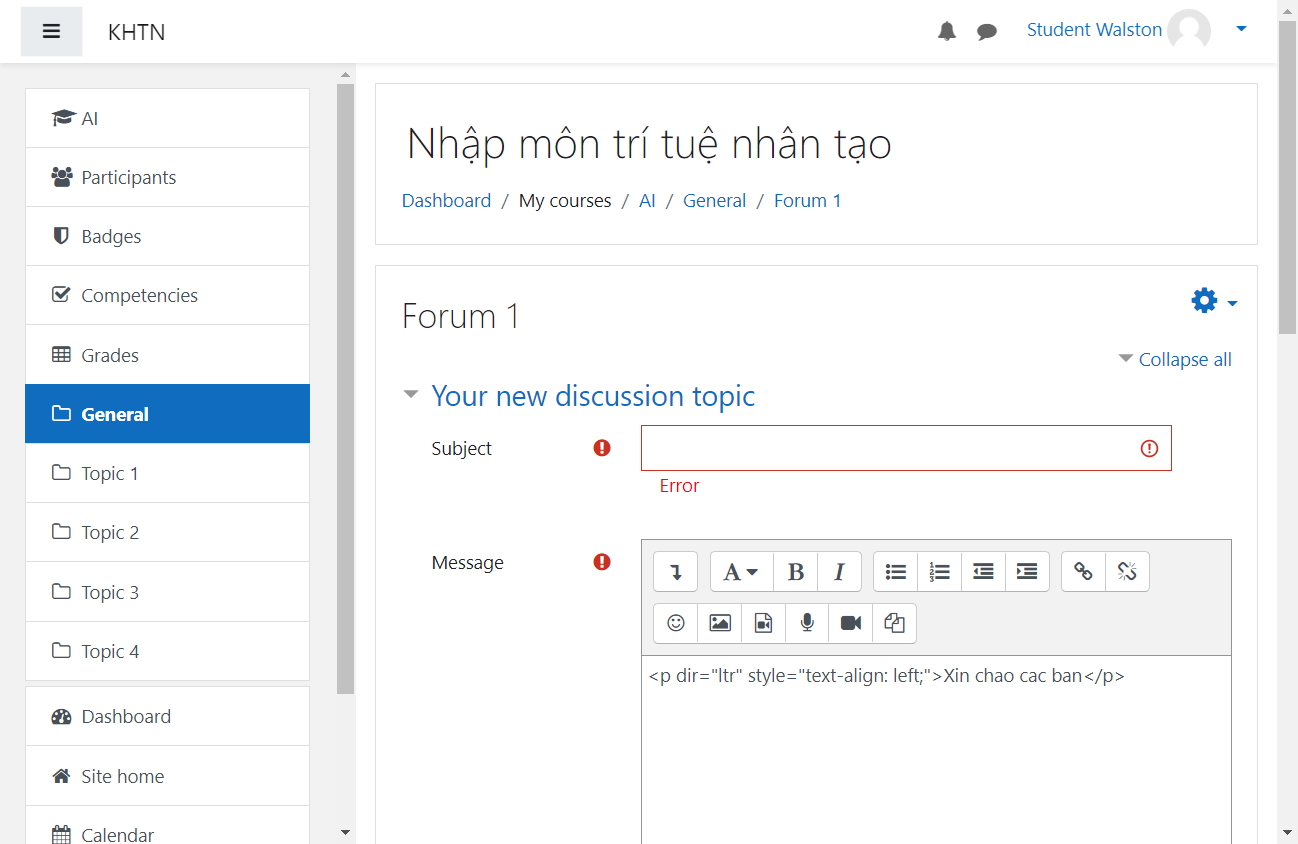 KHTN
Student Walston
AI
Participants
Badges
Competencies
Grades
General
Topic 1
Topic 2
Topic 3
Topic 4
Dashboard
Site home
Calendar
Nhập môn trí tuệ nhân tạo
Dashboard / My courses / AI / General / Forum 1
Forum 1
Collapse all
Your new discussion topic
Subject
Error
Message
A B I
<p dir="ltr" style="text-align: left;">Xin chao cac ban</p>